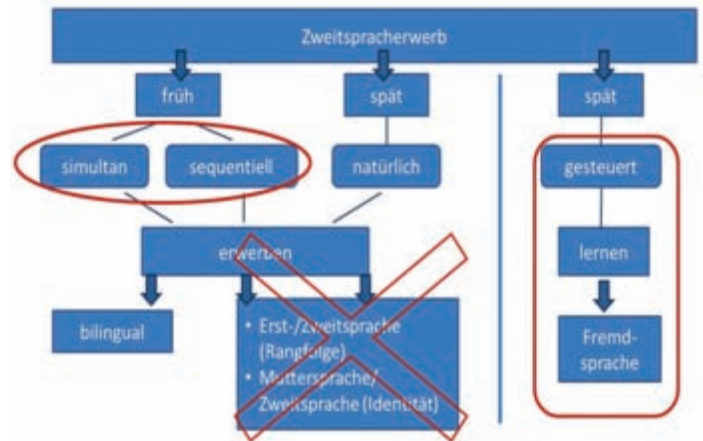 Zweitspracherwerb
früh
spät
spät
simultan
sequentiell
natürlich
gesteuert
erwerben
lernen
bilingual
• Erst-/Zweitsprache
(Rangfolge)
• Muttersprache/
Zweitsprache (Identität)
Fremd-
sprache